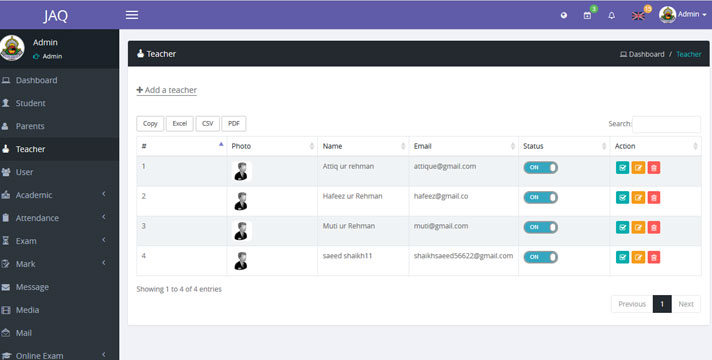 JAQ
3
15
Admin
Admin
Admin
Dashboard
Student
Parents
Teacher
User
Academic
Attendance
Exam
Mark
Message
Media
Mail
Online Exam
Teacher
Dashboard / Teacher
Add a teacher
Copy Excel CSV PDF
Search:
# Photo Name Email Status Action
1 Attiq ur rehman attique@gmail.com ON
2 Hafeez ur Rehman hafeez@gmail.co ON
3 Muti ur Rehman muti@gmail.com ON
4 saeed shaikh11 shaikhsaeed56622@gmail.com ON
Showing 1 to 4 of 4 entries
Previous 1 Next